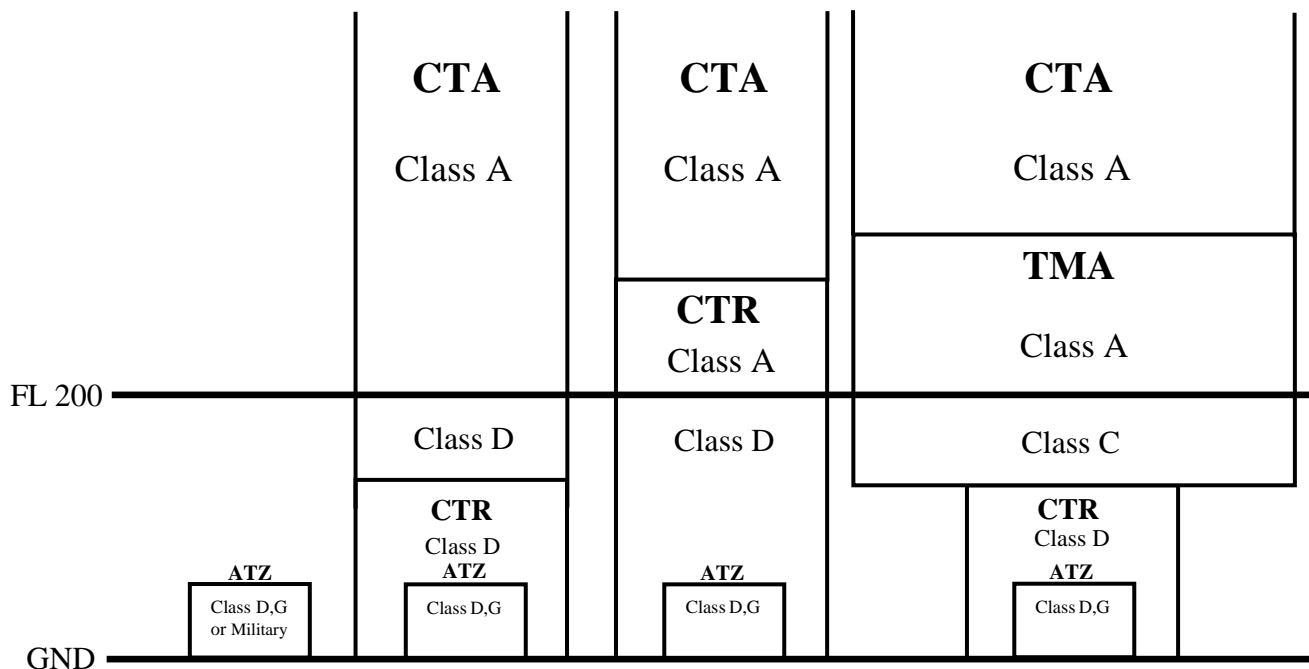 CTA
Class A
CTA
Class A
CTA
Class A
CTR
Class A
TMA
Class A
FL 200
Class D
Class D
Class C
CTR
Class D
CTR
Class D
ATZ
Class D,G
or Military
ATZ
Class D,G
ATZ
Class D,G
ATZ
Class D,G
GND